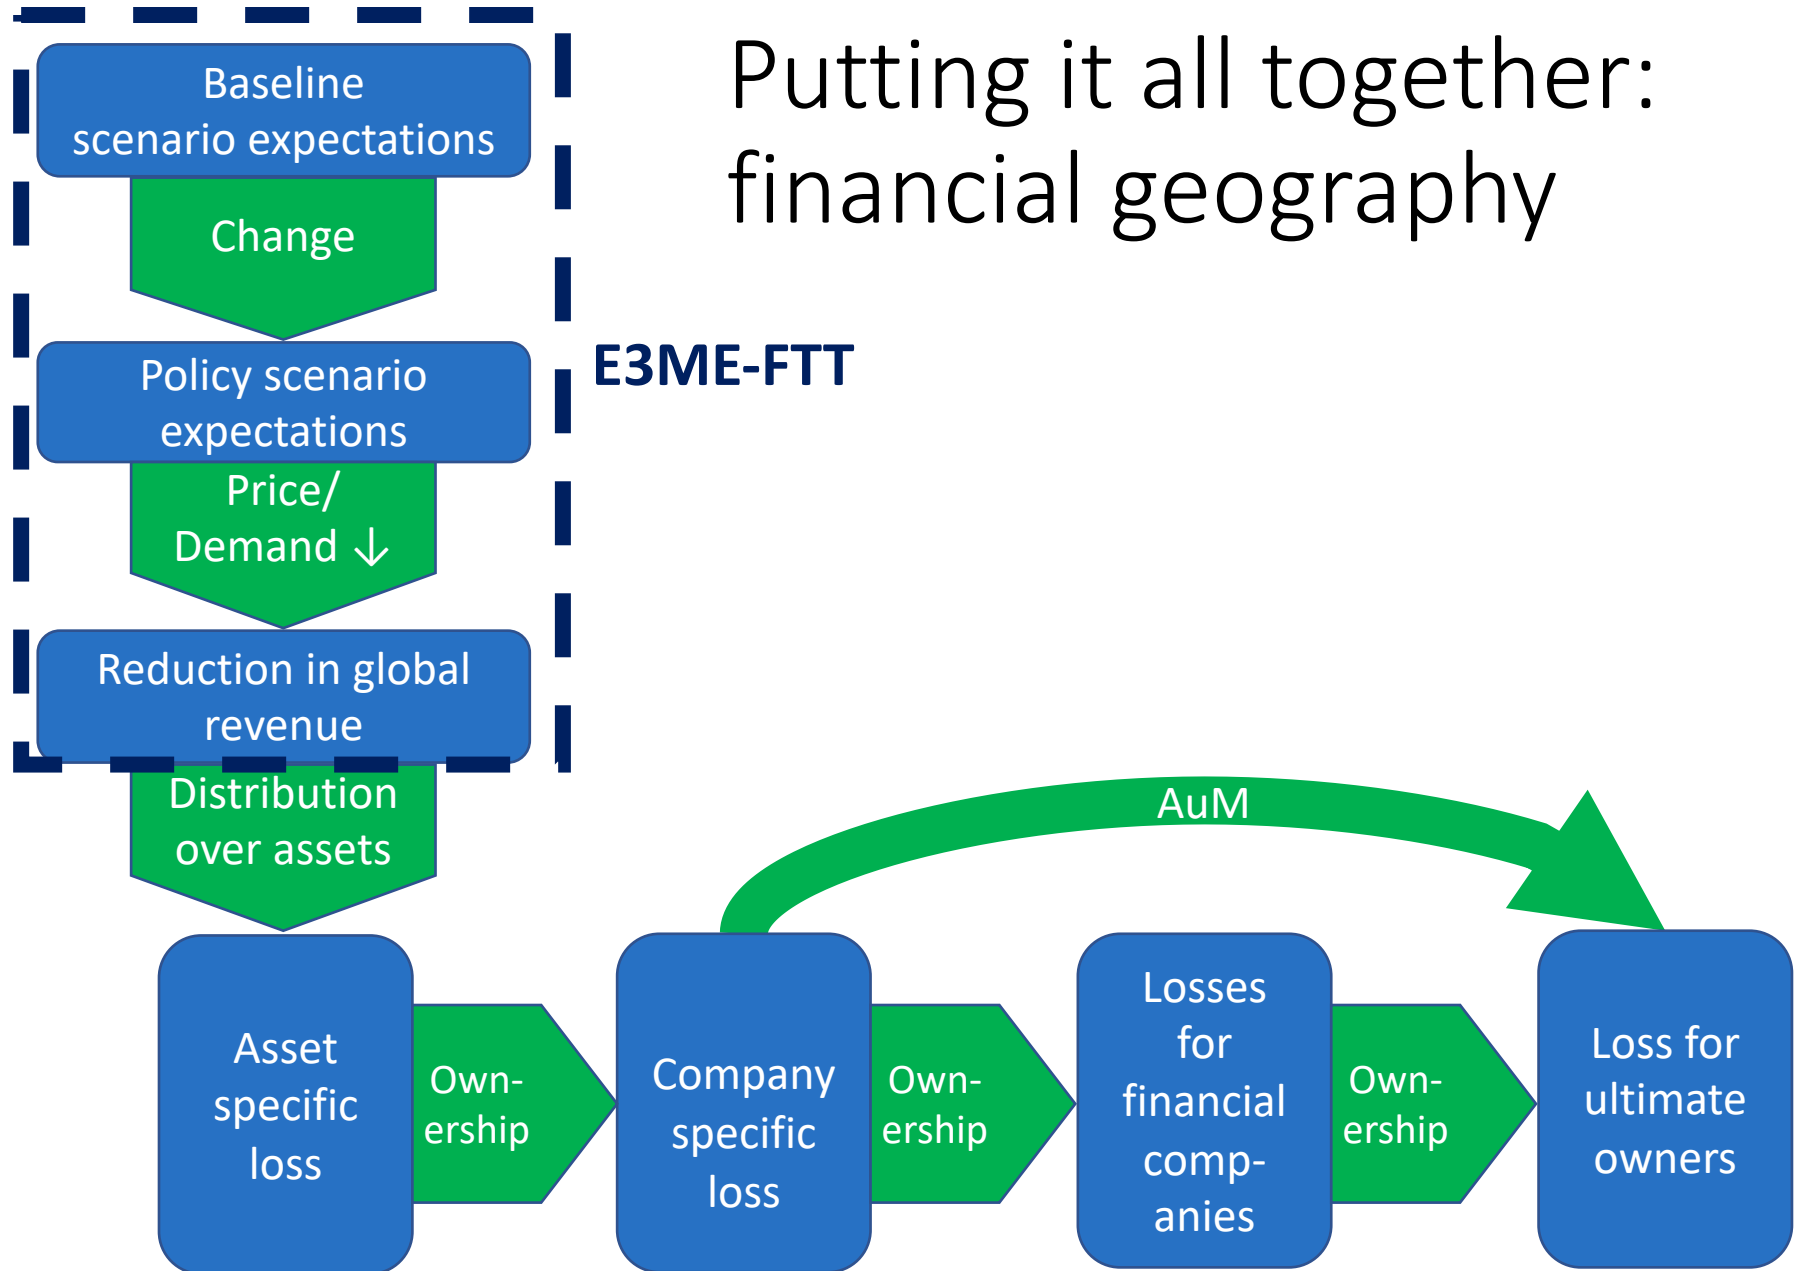 Putting it all together:
financial geography
Baseline
scenario expectations
Change
Policy scenario
expectations
E3ME-FTT
Price/
Demand ↓
Reduction in global
revenue
Distribution
over assets
AuM
Asset
specific
loss
Own-
ership
Company
specific
loss
Own-
ership
Losses
for
financial
comp-
anies
Own-
ership
Loss for
ultimate
owners